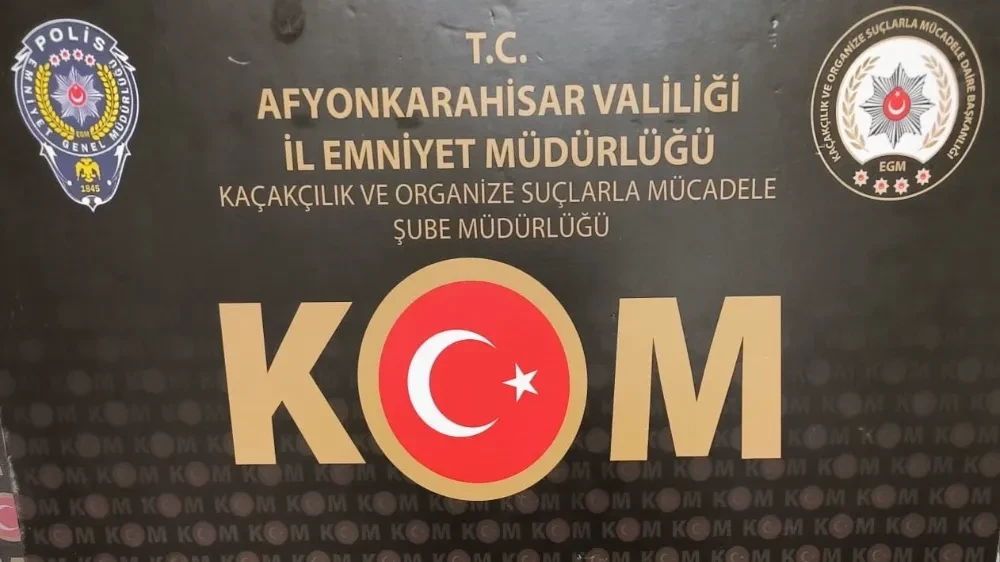 POLİS
EMNİYET GENEL MÜDÜRLÜĞÜ
EGM
1845
T.C.
AFYONKARAHİSAR VALİLİĞİ
İL EMNİYET MÜDÜRLÜĞÜ
KAÇAKÇILIK VE ORGANİZE SUÇLARLA MÜCADELE
ŞUBE MÜDÜRLÜĞÜ
KAÇAKÇILIK VE ORGANİZE SUÇLARLA MÜCADELE DAİRE BAŞKANLIĞI
EGM
KOM